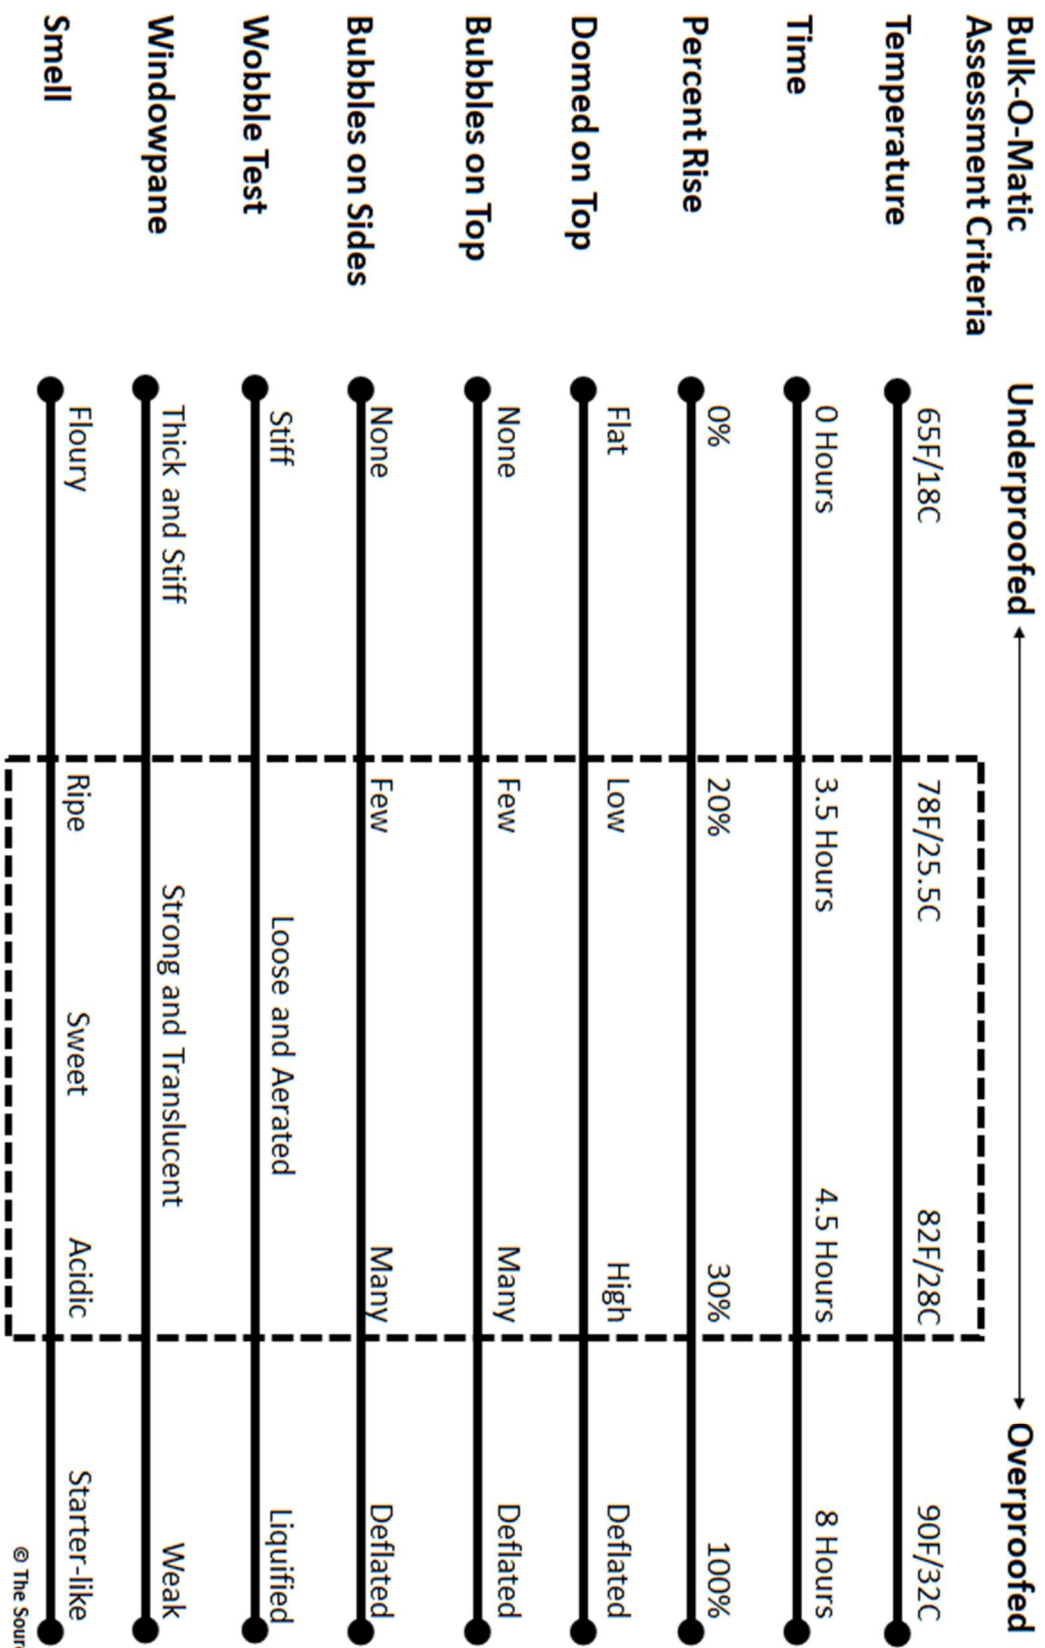 Bulk-O-Matic
Assessment Criteria
Underproofed
Overproofed
Temperature
65F/18C
78F/25.5C
82F/28C
90F/32C
Time
0 Hours
3.5 Hours
4.5 Hours
8 Hours
Percent Rise
0%
20%
30%
100%
Domed on Top
Flat
Low
High
Deflated
Bubbles on Top
None
Few
Many
Deflated
Bubbles on Sides
None
Few
Many
Deflated
Wobble Test
Stiff
Loose and Aerated
Liquified
Windowpane
Thick and Stiff
Strong and Translucent
Weak
Smell
Floury
Ripe
Sweet
Acidic
Starter-like
© The